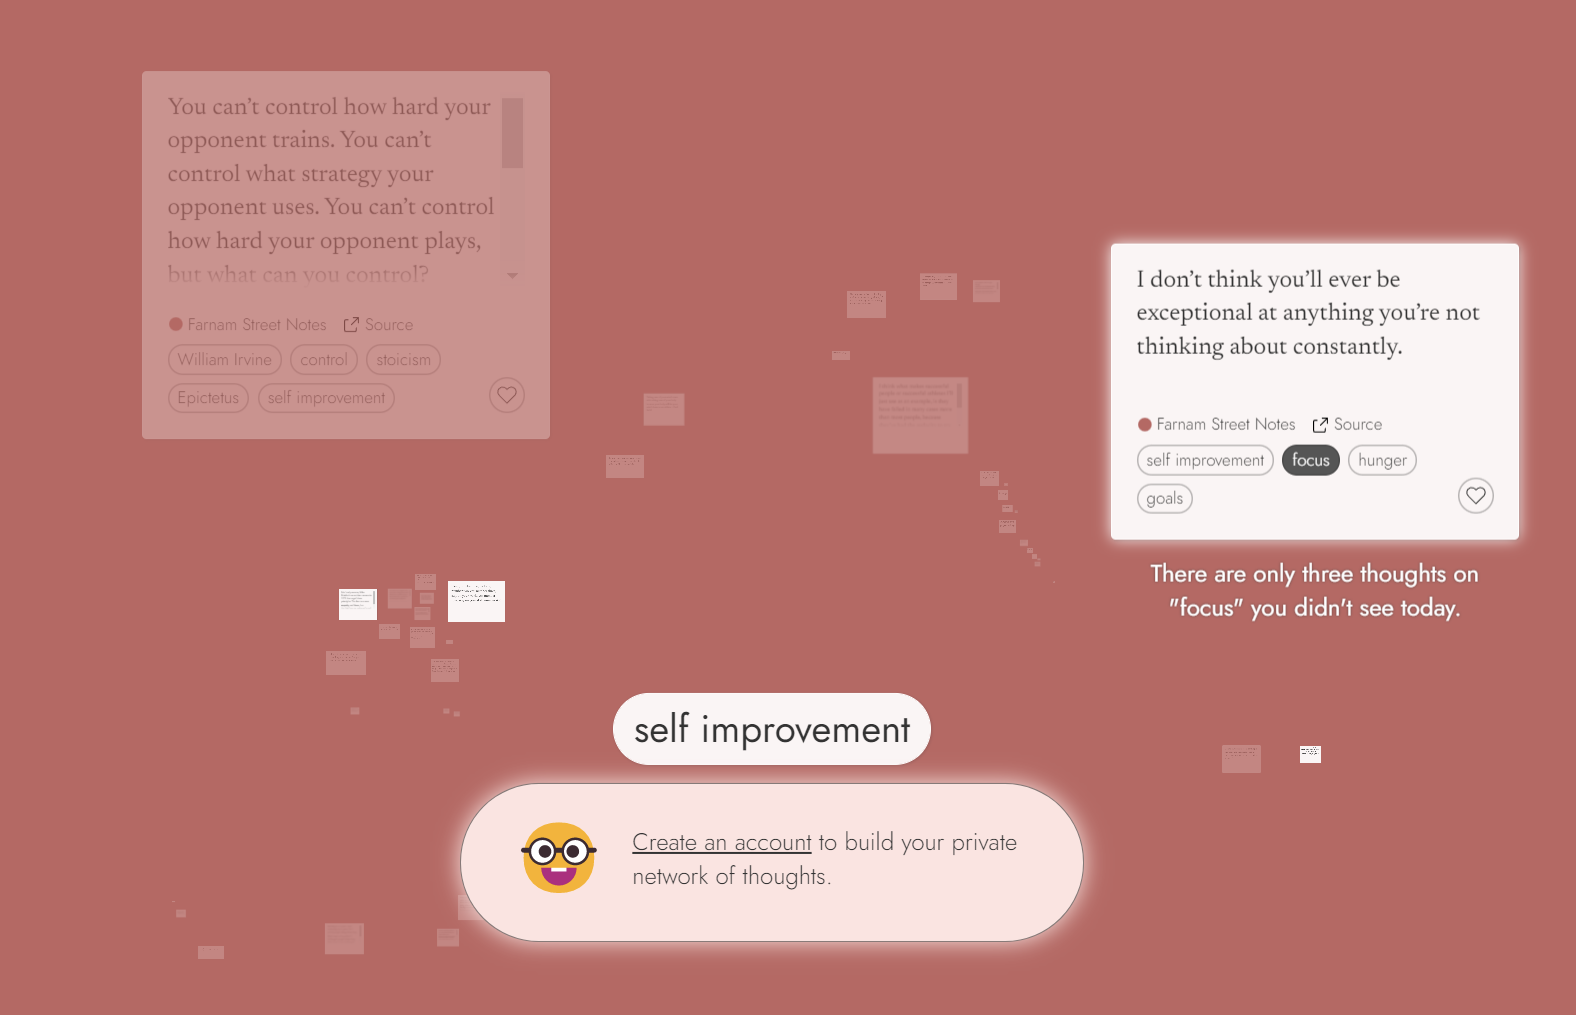 You can’t control how hard your
opponent trains. You can’t
control what strategy your
opponent uses. You can’t control
how hard your opponent plays,
but what can you control?
Farnam Street Notes Source
William Irvine control stoicism
Epictetus self improvement
I don’t think you’ll ever be
exceptional at anything you’re not
thinking about constantly.
Farnam Street Notes Source
self improvement focus hunger
goals
There are only three thoughts on
"focus" you didn't see today.
self improvement
Create an account to build your private
network of thoughts.